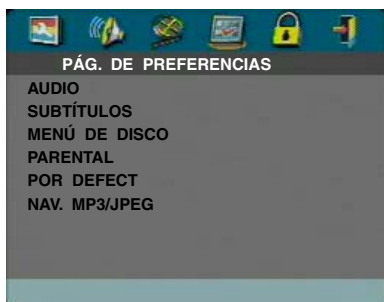 PÁG. DE PREFERENCIAS
AUDIO
SUBTÍTULOS
MENÚ DE DISCO
PARENTAL
POR DEFECT
NAV. MP3/JPEG